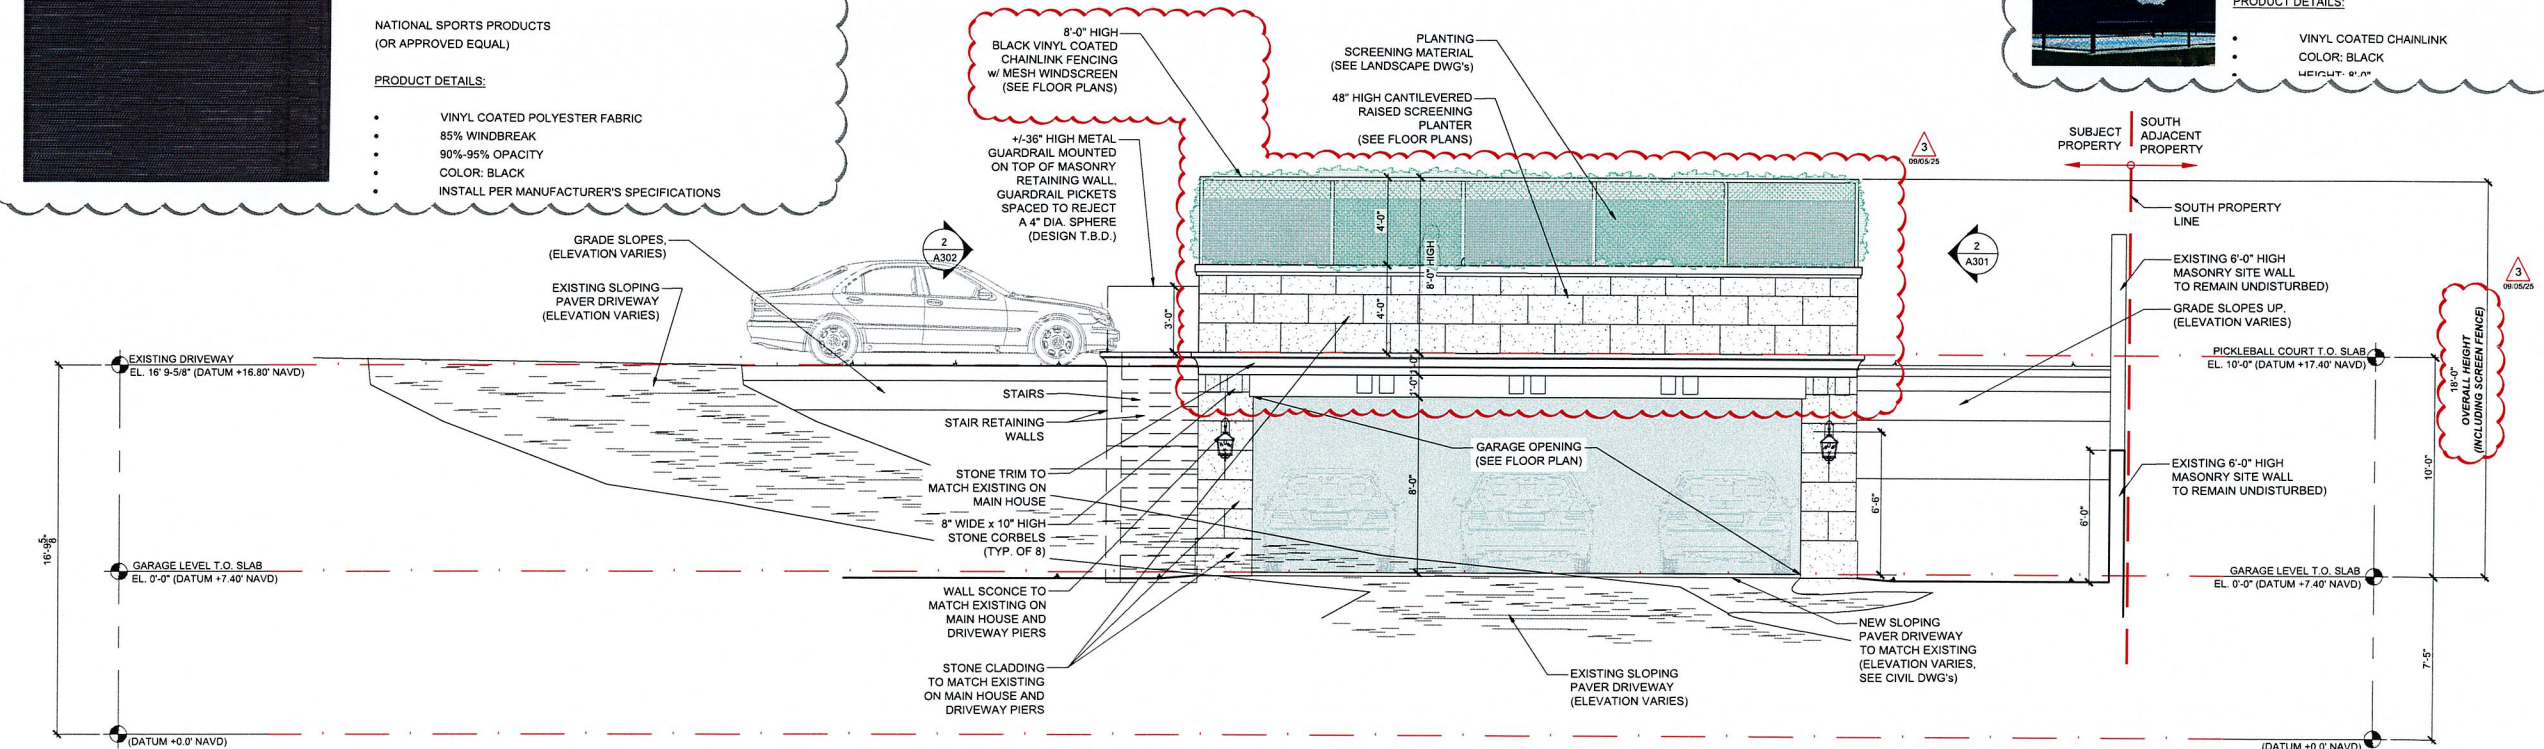 NATIONAL SPORTS PRODUCTS
(OR APPROVED EQUAL)
PRODUCT DETAILS:
• VINYL COATED POLYESTER FABRIC
• 85% WINDBREAK
• 90%-95% OPACITY
• COLOR: BLACK
• INSTALL PER MANUFACTURER'S SPECIFICATIONS
8'-0" HIGH
BLACK VINYL COATED
CHAINLINK FENCING
w/ MESH WINDSCREEN
(SEE FLOOR PLANS)
+/-36" HIGH METAL
GUARDRAIL MOUNTED
ON TOP OF MASONRY
RETAINING WALL.
GUARDRAIL PICKETS
SPACED TO REJECT
A 4" DIA. SPHERE
(DESIGN T.B.D.)
PLANTING
SCREENING MATERIAL
(SEE LANDSCAPE DWG's)
48" HIGH CANTILEVERED
RAISED SCREENING
PLANTER
(SEE FLOOR PLANS)
3
09/05/25
PRODUCT DETAILS:
• VINYL COATED CHAINLINK
• COLOR: BLACK
• HEIGHT: 8'-0"
SUBJECT
PROPERTY
SOUTH
ADJACENT
PROPERTY
SOUTH PROPERTY
LINE
EXISTING 6'-0" HIGH
MASONRY SITE WALL
TO REMAIN UNDISTURBED)
GRADE SLOPES UP,
(ELEVATION VARIES)
3
09/05/25
2
A302
2
A301
GRADE SLOPES,
(ELEVATION VARIES)
EXISTING SLOPING
PAVER DRIVEWAY
(ELEVATION VARIES)
4'-0"
8'-0" HIGH
4'-0"
3'-0"
1'-0"
1'-0"
8'-0"
EXISTING DRIVEWAY
EL. 16' 9-5/8" (DATUM +16.80' NAVD)
PICKLEBALL COURT T.O. SLAB
EL. 10'-0" (DATUM +17.40' NAVD)
18'-0"
OVERALL HEIGHT
(INCLUDING SCREEN FENCE)
STAIRS
STAIR RETAINING
WALLS
STONE TRIM TO
MATCH EXISTING ON
MAIN HOUSE
8" WIDE x 10" HIGH
STONE CORBELS
(TYP. OF 8)
WALL SCONCE TO
MATCH EXISTING ON
MAIN HOUSE AND
DRIVEWAY PIERS
STONE CLADDING
TO MATCH EXISTING
ON MAIN HOUSE AND
DRIVEWAY PIERS
GARAGE OPENING
(SEE FLOOR PLAN)
6'-6"
6'-0"
EXISTING 6'-0" HIGH
MASONRY SITE WALL
TO REMAIN UNDISTURBED)
10'-0"
16'-9 5/8"
GARAGE LEVEL T.O. SLAB
EL. 0'-0" (DATUM +7.40' NAVD)
GARAGE LEVEL T.O. SLAB
EL. 0'-0" (DATUM +7.40' NAVD)
NEW SLOPING
PAVER DRIVEWAY
TO MATCH EXISTING
(ELEVATION VARIES,
SEE CIVIL DWG's)
EXISTING SLOPING
PAVER DRIVEWAY
(ELEVATION VARIES)
7'-5"
(DATUM +0.0' NAVD)
(DATUM +0.0' NAVD)